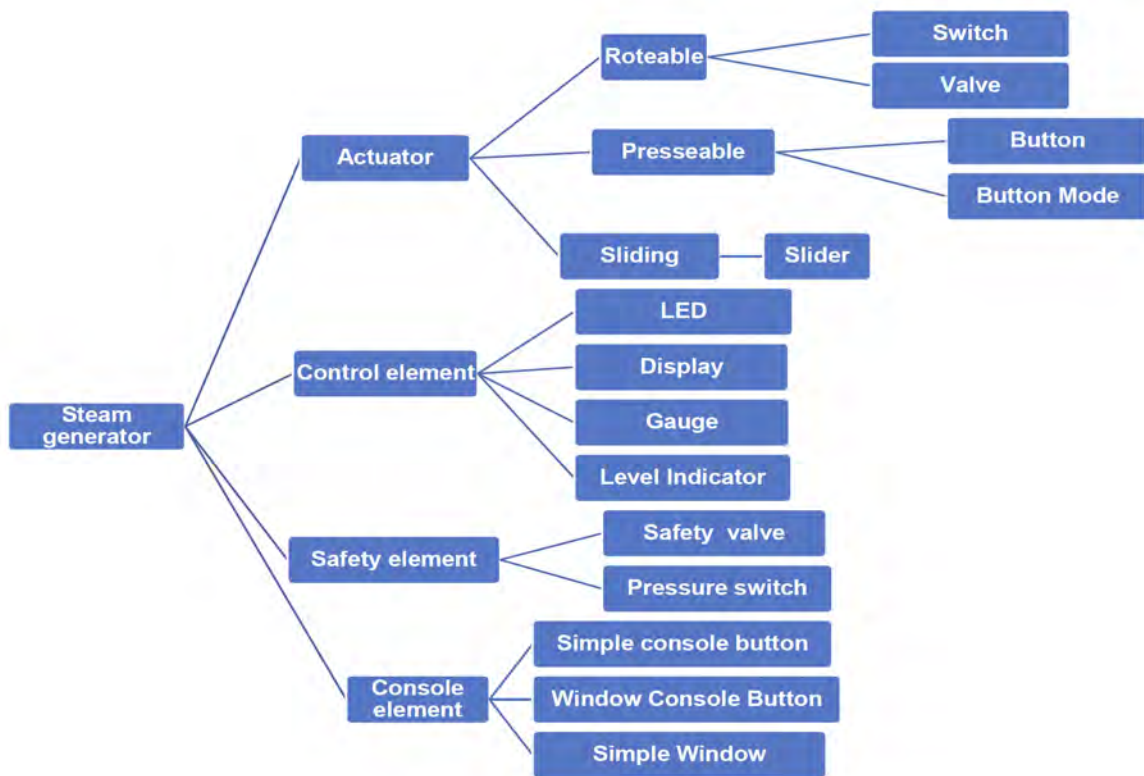 Switch
Roteable
Valve
Button
Actuator
Presseable
Button Mode
Sliding
Slider
LED
Display
Control element
Gauge
Steam
generator
Level Indicator
Safety valve
Safety element
Pressure switch
Simple console button
Console
element
Window Console Button
Simple Window